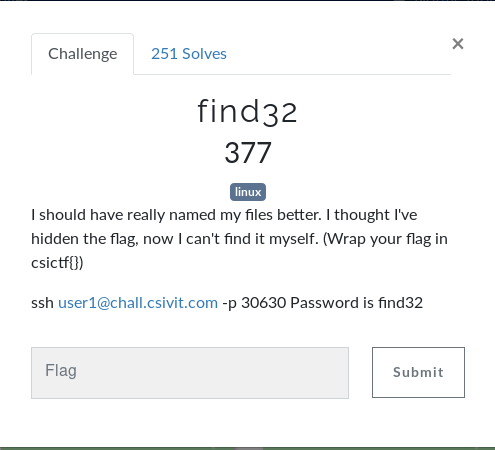 Challenge
251 Solves
×
find32
377
linux
I should have really named my files better. I thought I've
hidden the flag, now I can't find it myself. (Wrap your flag in
csictf{})
ssh user1@chall.csivit.com -p 30630 Password is find32
Flag
Submit